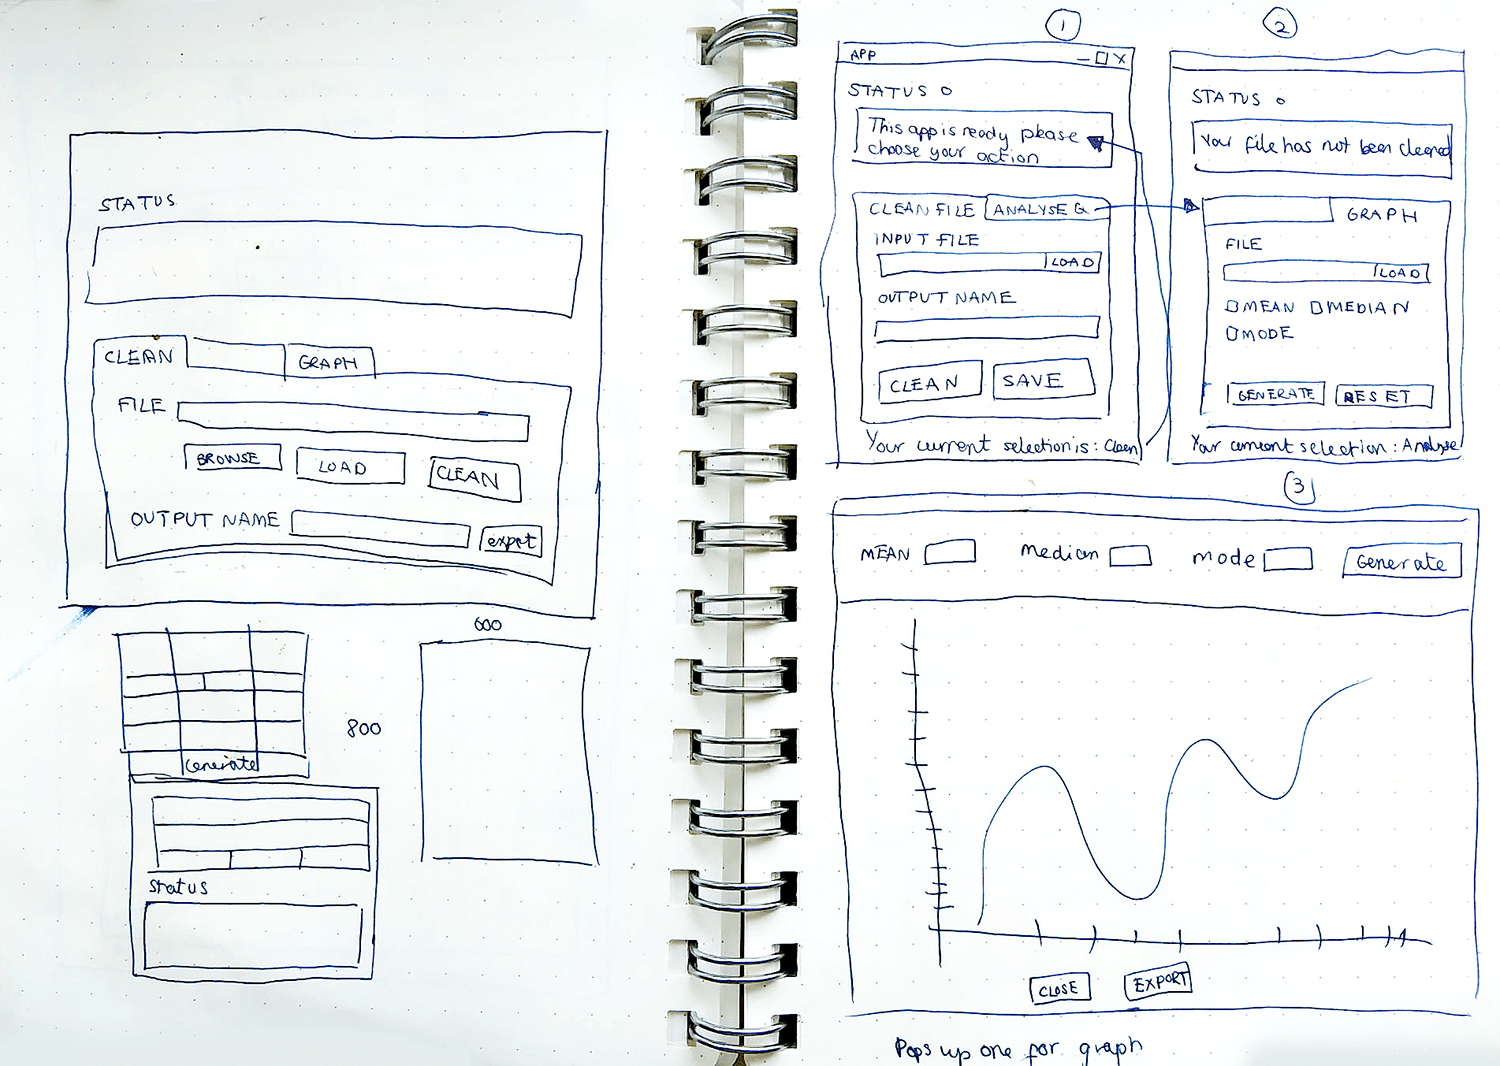 STATUS
CLEAN
GRAPH
FILE
BROWSE
LOAD
CLEAN
OUTPUT NAME
export
Generate
Status
600
800
1
APP
STATUS
This app is ready please
choose your action
CLEAN FILE
ANALYSE G
INPUT FILE
LOAD
OUTPUT NAME
CLEAN
SAVE
Your current selection is: Clean
2
STATUS
Your file has not been cleaned
GRAPH
FILE
LOAD
MEAN MEDIAN
MODE
GENERATE
RESET
Your current selection: Analyse
3
MEAN
Median
Mode
Generate
CLOSE
EXPORT
Pops up one for graph